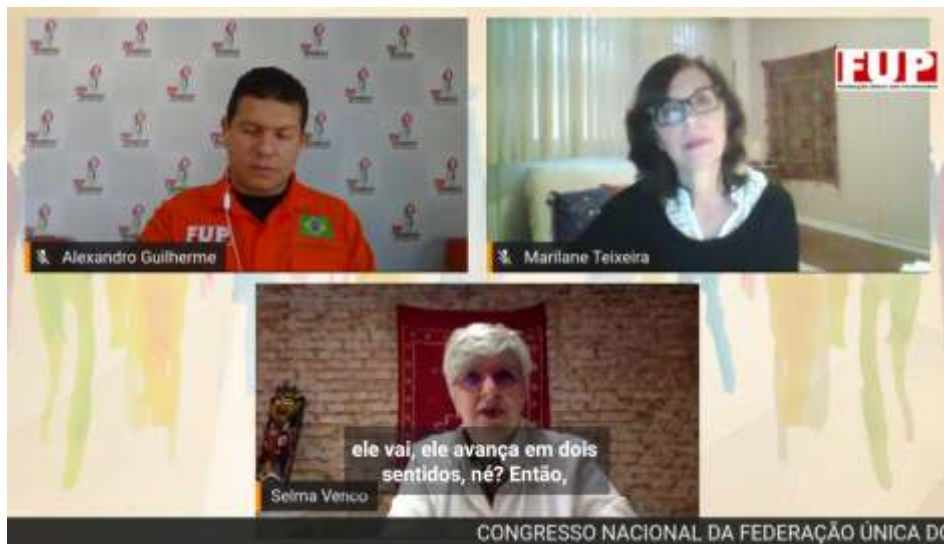 FUP
FUP
Alexandro Guilherme
Marilane Teixeira
ele vai, ele avança em dois
sentidos, né? Então,
Selma Venco
CONGRESSO NACIONAL DA FEDERAÇÃO ÚNICA DO